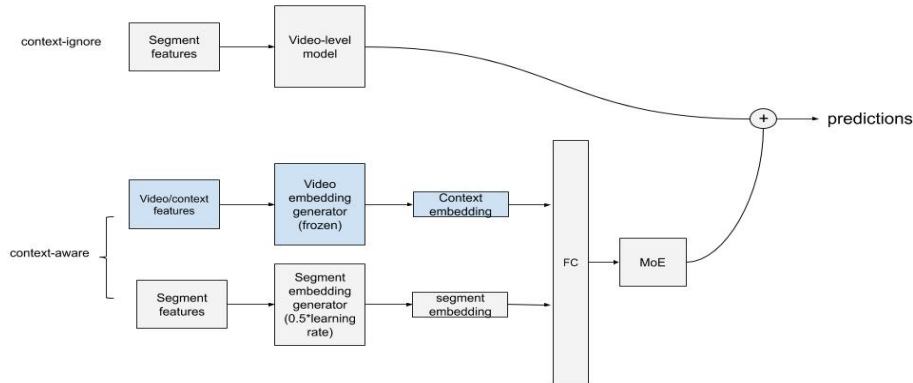 context-ignore
Segment
features
Video-level
model
+
predictions
Video/context
features
Video
embedding
generator
(frozen)
Context
embedding
context-aware
Segment
features
Segment
embedding
generator
(0.5*learning
rate)
segment
embedding
FC
MoE